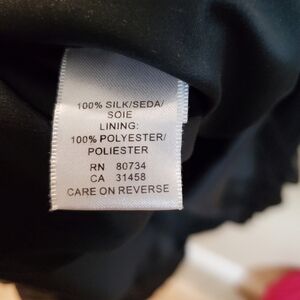 100% SILK/SEDA/
SOIE
LINING:
100% POLYESTER/
POLIESTER
RN 80734
CA 31458
CARE ON REVERSE